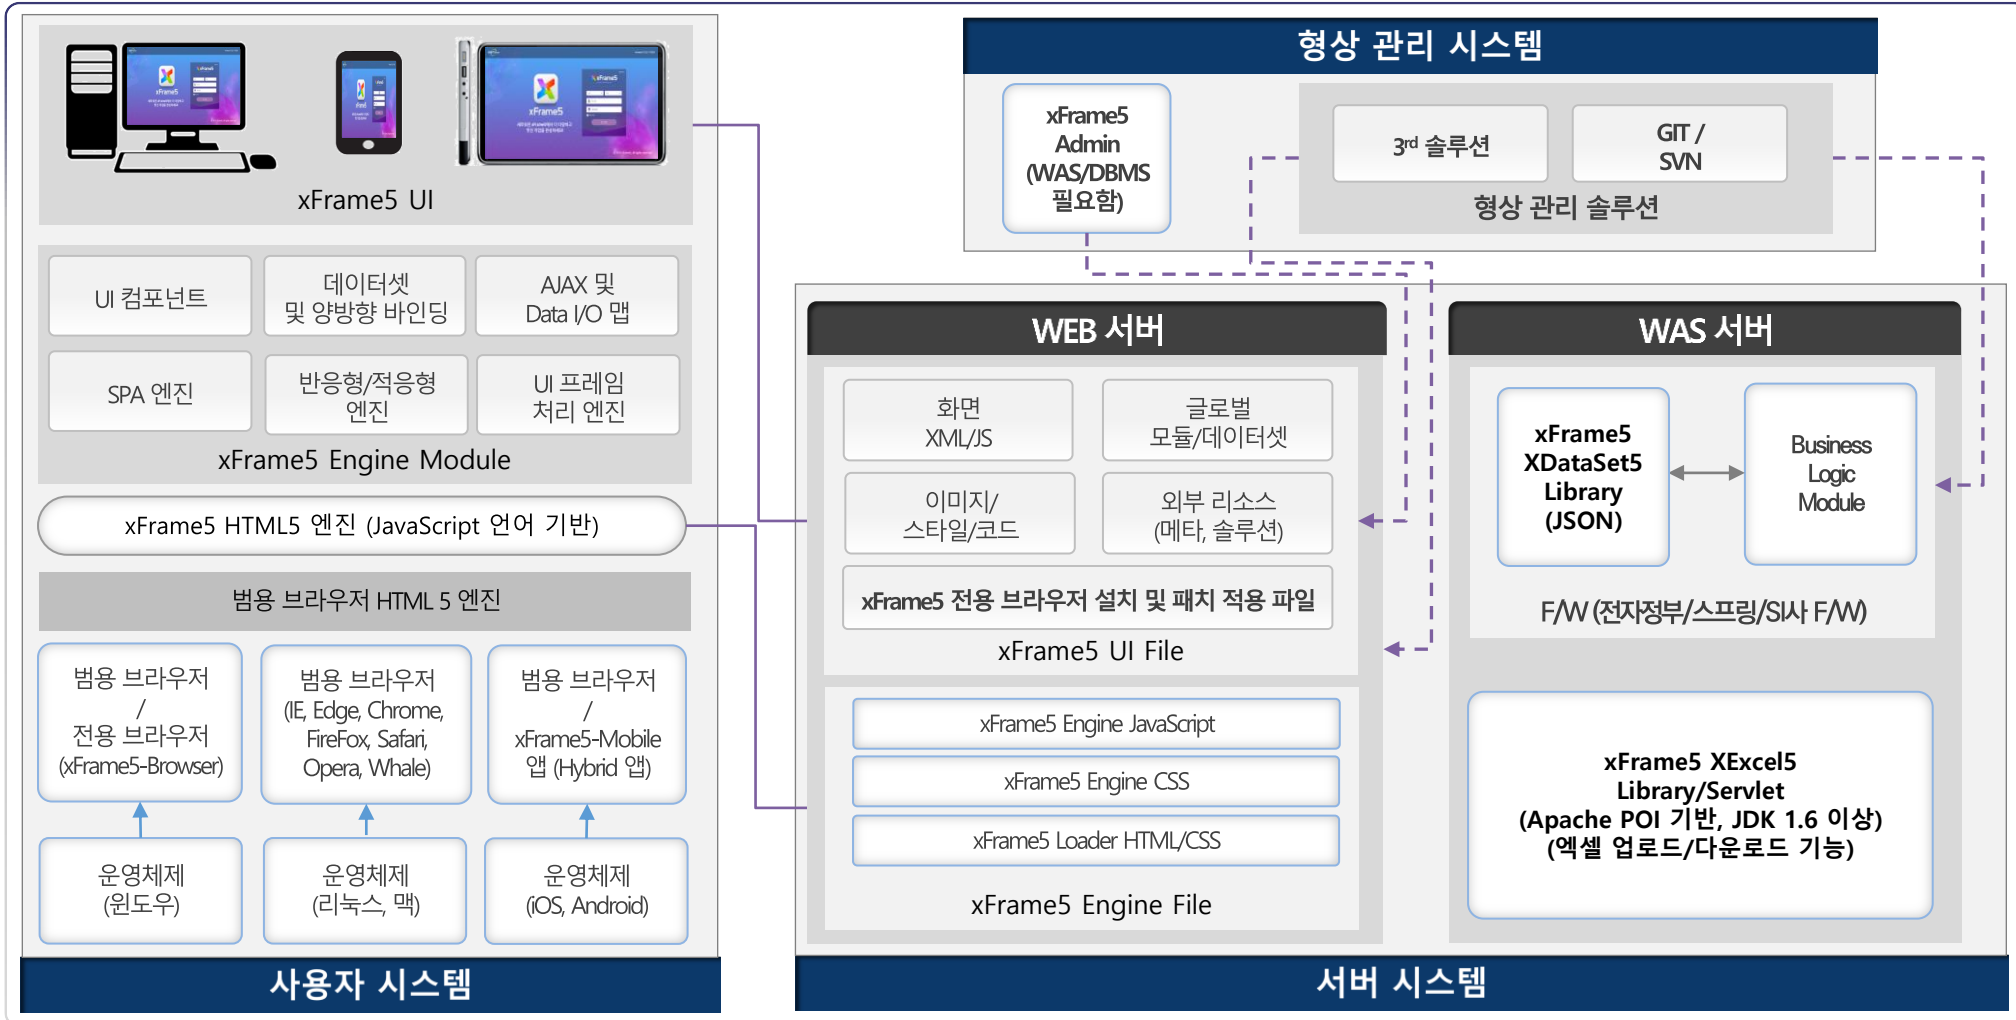 xFrame5
xFrame5
xFrame5 UI
UI 컴포넌트
데이터셋
및 양방향 바인딩
AJAX 및
Data I/O 맵
SPA 엔진
반응형/적응형
엔진
UI 프레임
처리 엔진
xFrame5 Engine Module
xFrame5 HTML5 엔진 (JavaScript 언어 기반)
범용 브라우저 HTML 5 엔진
범용 브라우저
/
전용 브라우저
(xFrame5-Browser)
범용 브라우저
(IE, Edge, Chrome,
FireFox, Safari,
Opera, Whale)
범용 브라우저
/
xFrame5-Mobile
앱 (Hybrid 앱)
운영체제
(윈도우)
운영체제
(리눅스, 맥)
운영체제
(iOS, Android)
사용자 시스템
형상 관리 시스템
xFrame5
Admin
(WAS/DBMS
필요함)
3rd 솔루션
GIT /
SVN
형상 관리 솔루션
WEB 서버
화면
XML/JS
글로벌
모듈/데이터셋
이미지/
스타일/코드
외부 리소스
(메타, 솔루션)
xFrame5 전용 브라우저 설치 및 패치 적용 파일
xFrame5 UI File
xFrame5 Engine JavaScript
xFrame5 Engine CSS
xFrame5 Loader HTML/CSS
xFrame5 Engine File
WAS 서버
xFrame5
XDataSet5
Library
(JSON)
Business
Logic
Module
F/W (전자정부/스프링/SI사 F/W)
xFrame5 XExcel5
Library/Servlet
(Apache POI 기반, JDK 1.6 이상)
(엑셀 업로드/다운로드 기능)
서버 시스템